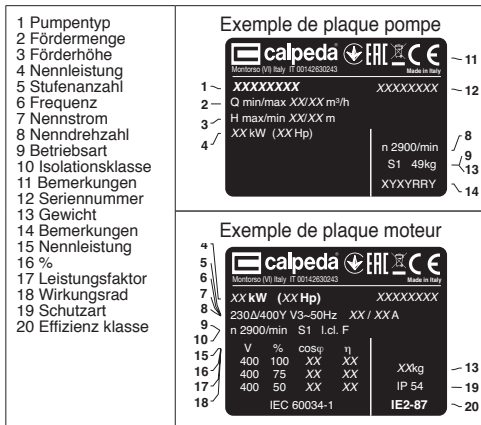 1 Pumpentyp
2 Fördermenge
3 Förderhöhe
4 Nennleistung
5 Stufenanzahl
6 Frequenz
7 Nennstrom
8 Nenndrehzahl
9 Betriebsart
10 Isolationsklasse
11 Bemerkungen
12 Seriennummer
13 Gewicht
14 Bemerkungen
15 Nennleistung
16 %
17 Leistungsfaktor
18 Wirkungsrad
19 Schutzart
20 Effizienz klasse
Exemple de plaque pompe
calpeda EAC CE
11
Montorso (VI) Italy IT 00142630243 Made in Italy
1 XXXXXXXX XXXXXXXX 12
2 Q min/max XX/XX m³/h
3 H max/min XX/XX m
4 XX kW (XX Hp)
n 2900/min 8
S1 49kg 9
13
XYXYRRY 14
Exemple de plaque moteur
calpeda EAC CE
Montorso (VI) Italy IT 00142630243 Made in Italy
4
5
6
7
8
9
10
15
16
17
18
XX kW (XX Hp) XXXXXXXX
230Δ/400Y V3~50Hz XX / XX A
n 2900/min S1 I.cl. F
V % cosφ η
400 100 XX XX
400 75 XX XX
400 50 XX XX
IEC 60034-1
XXkg 13
IP 54 19
IE2-87 20